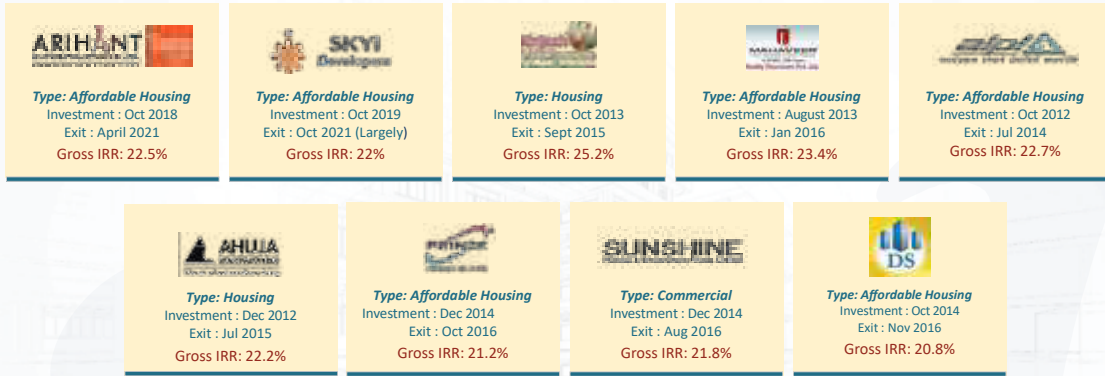 ARIHANT
Type: Affordable Housing
Investment : Oct 2018
Exit : April 2021
Gross IRR: 22.5%
SKYi
Developers
Type: Affordable Housing
Investment : Oct 2019
Exit : Oct 2021 (Largely)
Gross IRR: 22%
Type: Housing
Investment : Oct 2013
Exit : Sept 2015
Gross IRR: 25.2%
MAHAVEER
Type: Affordable Housing
Investment : August 2013
Exit : Jan 2016
Gross IRR: 23.4%
Type: Affordable Housing
Investment : Oct 2012
Exit : Jul 2014
Gross IRR: 22.7%
AHUJA
Type: Housing
Investment : Dec 2012
Exit : Jul 2015
Gross IRR: 22.2%
Type: Affordable Housing
Investment : Dec 2014
Exit : Oct 2016
Gross IRR: 21.2%
SUNSHINE
Type: Commercial
Investment : Dec 2014
Exit : Aug 2016
Gross IRR: 21.8%
DS
Type: Affordable Housing
Investment : Oct 2014
Exit : Nov 2016
Gross IRR: 20.8%